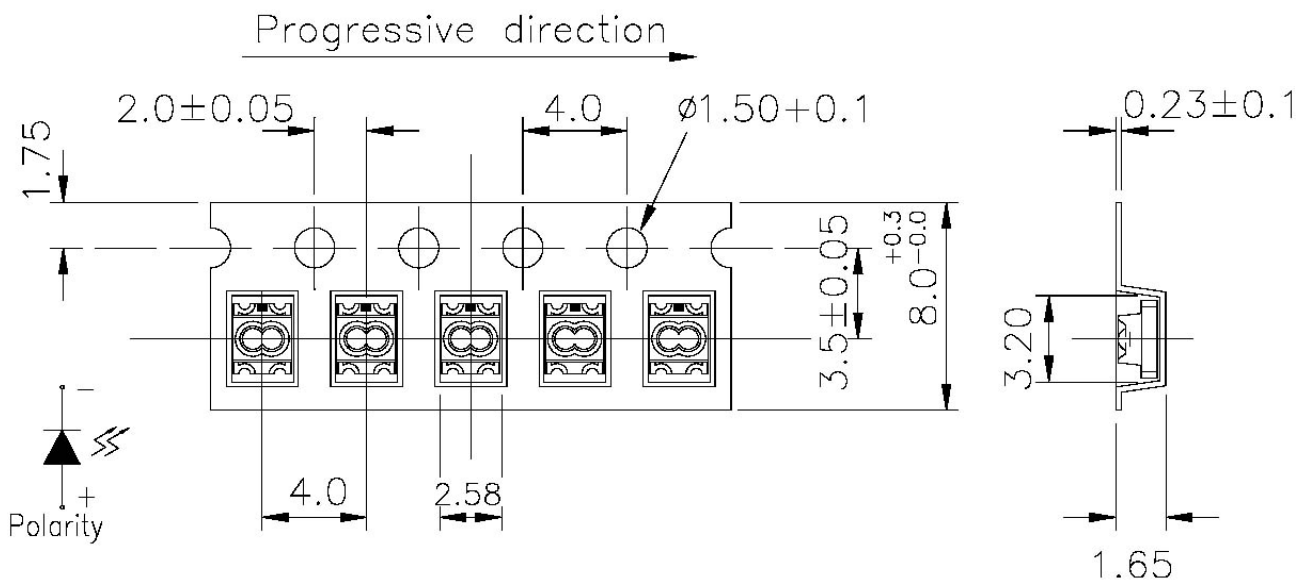 Progressive direction
2.0±0.05
4.0
ø1.50+0.1
0.23±0.1
1.75
3.5±0.05
8.0 +0.3 -0.0
3.20
-
+
Polarity
4.0
2.58
1.65